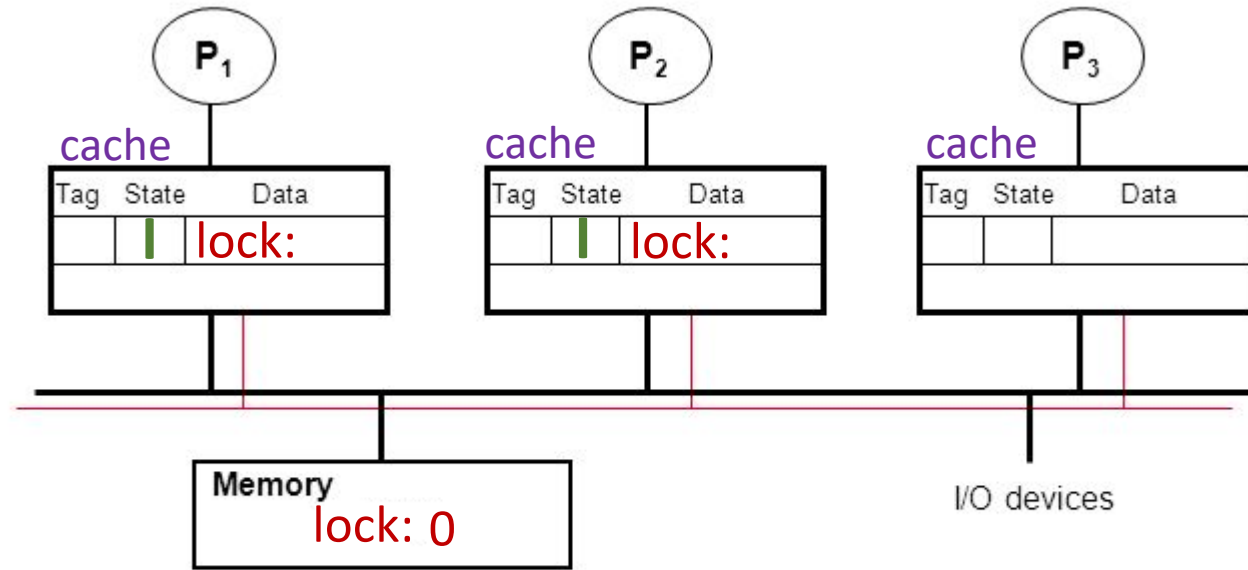 P1 P2 P3
cache cache cache
Tag State Data Tag State Data Tag State Data
I lock: I lock:
Memory
lock: 0
I/O devices